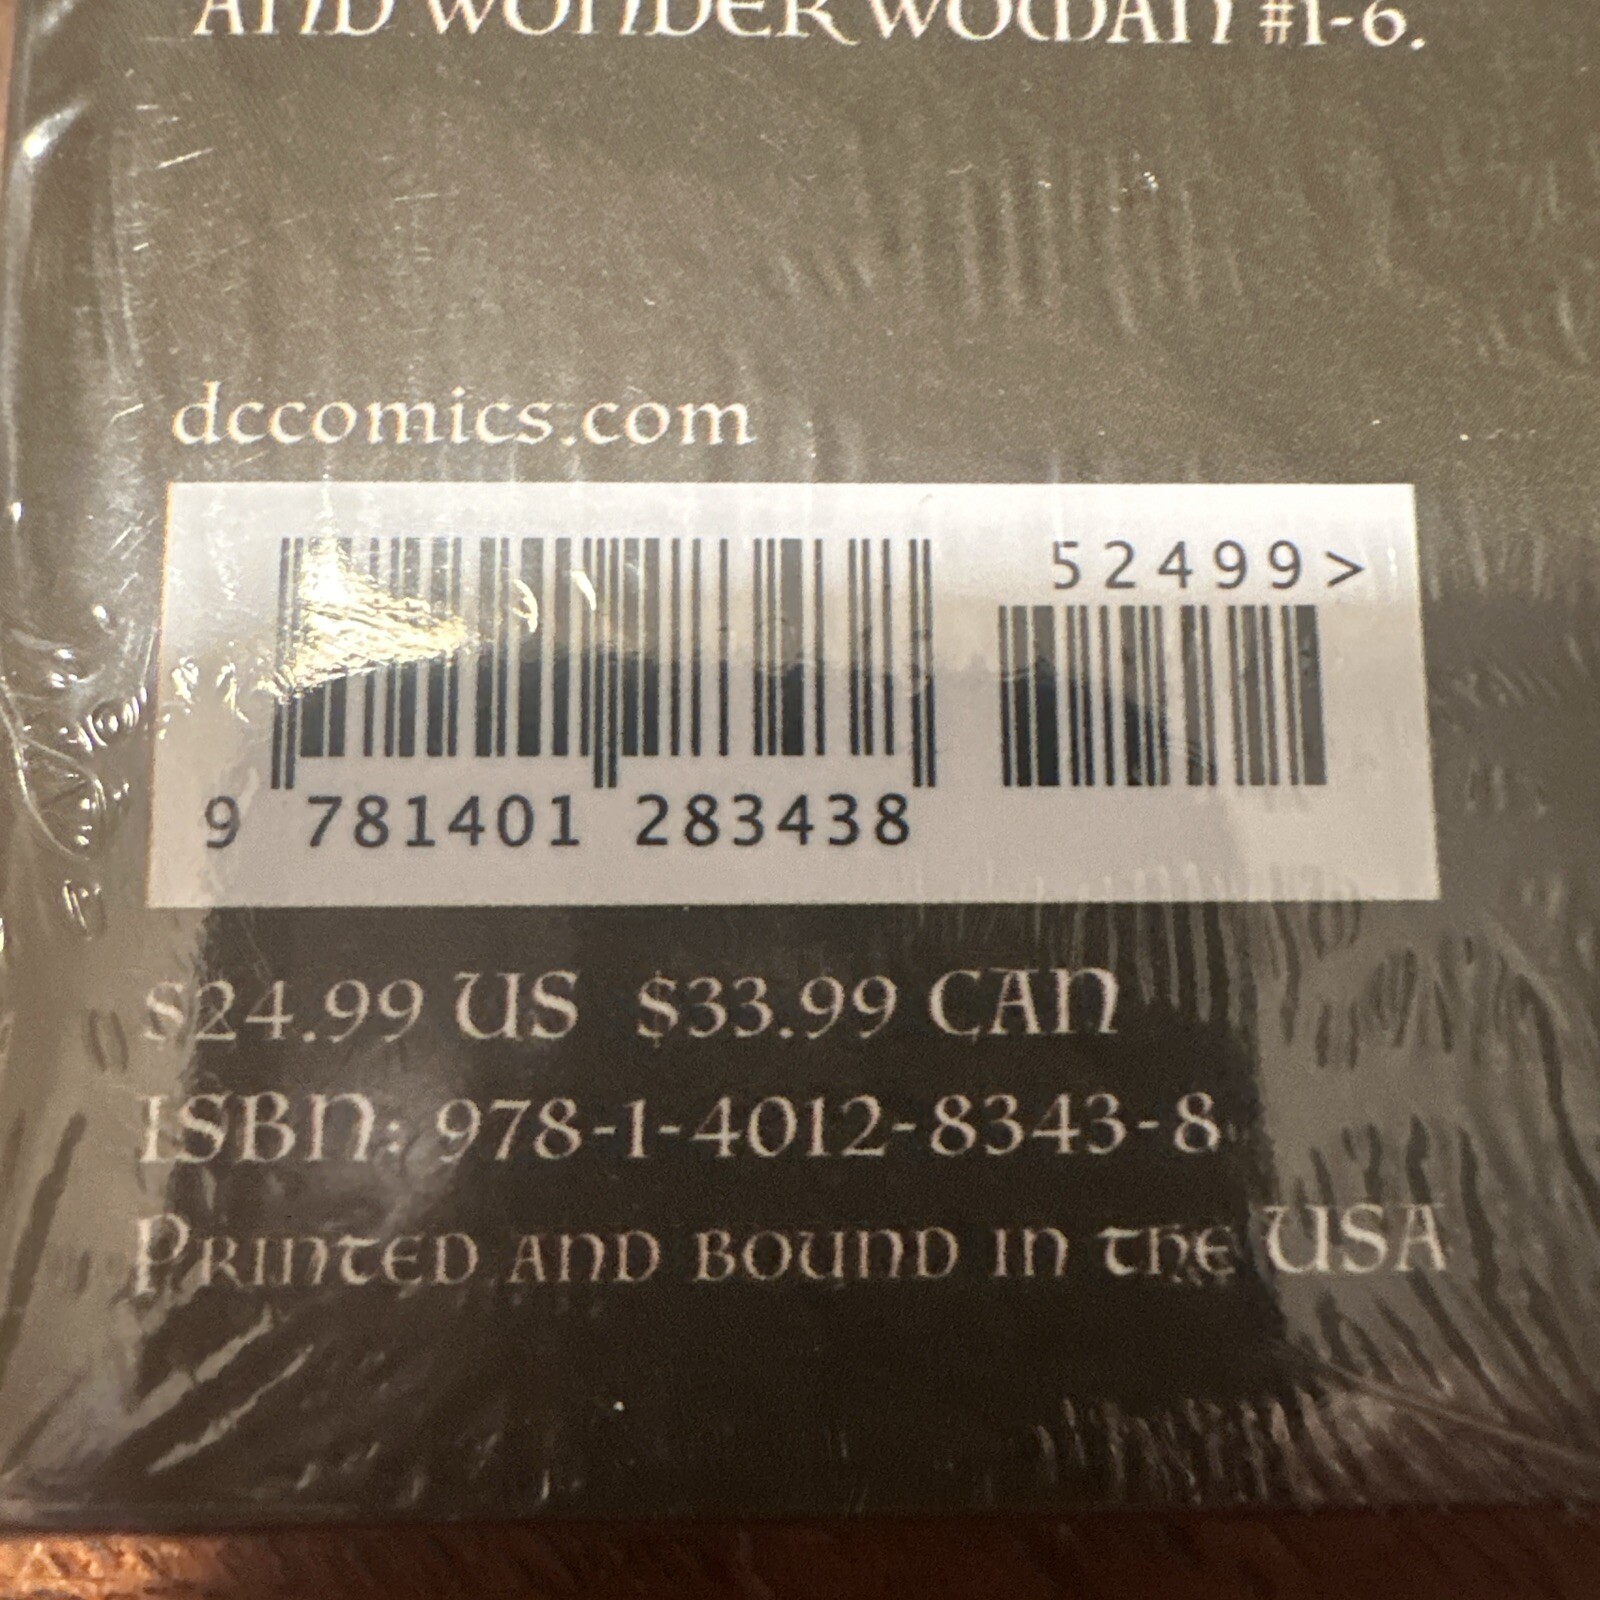 AND WONDER WOMAN #1-6.
dccomics.com
52499>
9 781401 283438
$24.99 US $33.99 CAN
ISBN: 978-1-4012-8343-8
PRINTED AND BOUND IN THE USA